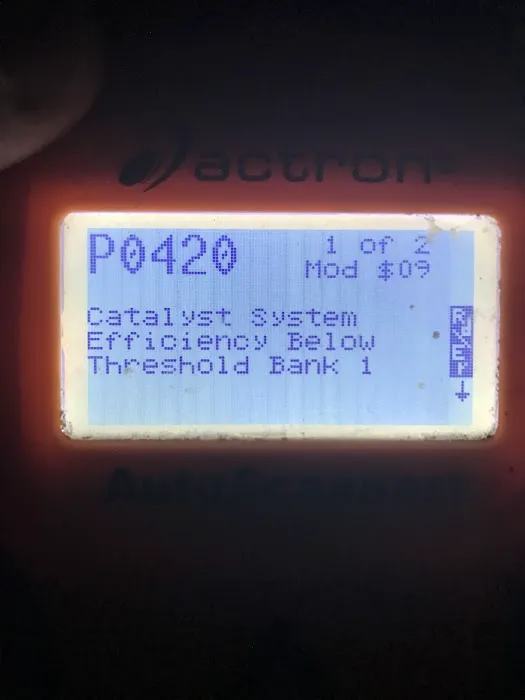 actron
P0420
1 of 2
Mod $09
Catalyst System
Efficiency Below
Threshold Bank 1